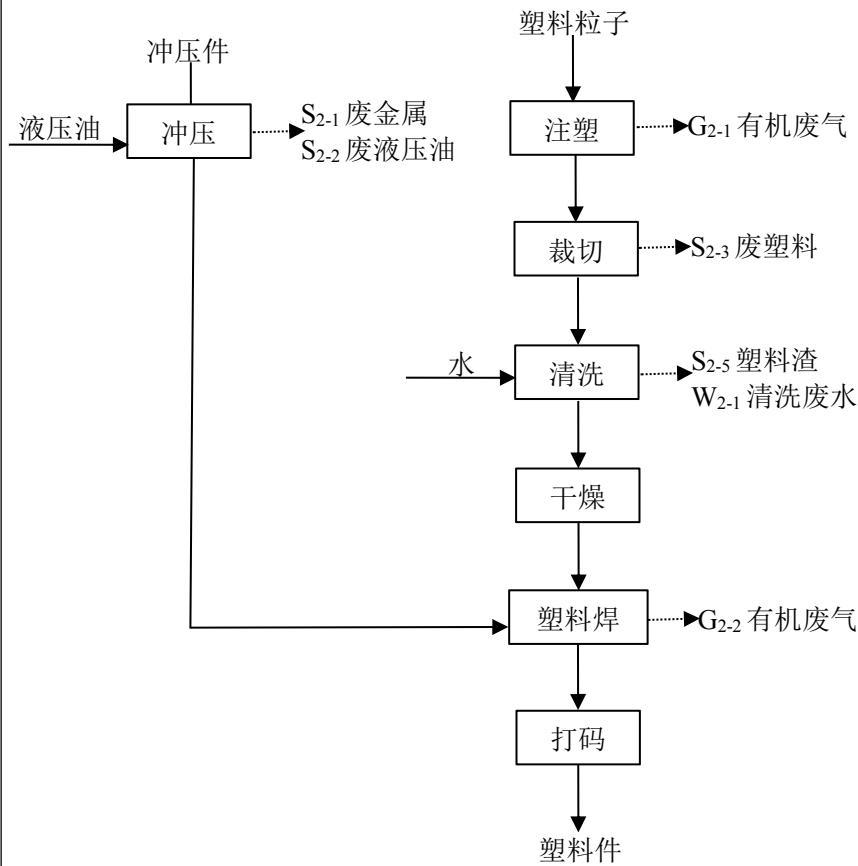 塑料粒子
冲压件
液压油
冲压
S2-1 废金属
S2-2 废液压油
注塑
G2-1 有机废气
裁切
S2-3 废塑料
水
清洗
S2-5 塑料渣
W2-1 清洗废水
干燥
塑料焊
G2-2 有机废气
打码
塑料件